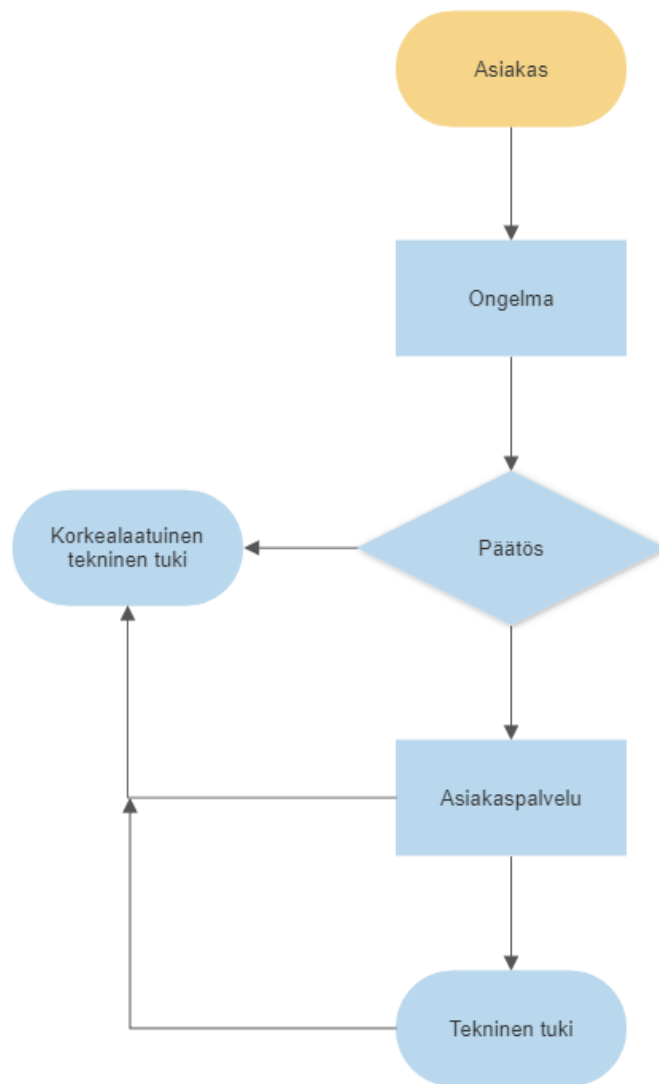 Asiakas
Ongelma
Päätös
Korkealaatuinen
tekninen tuki
Asiakaspalvelu
Tekninen tuki